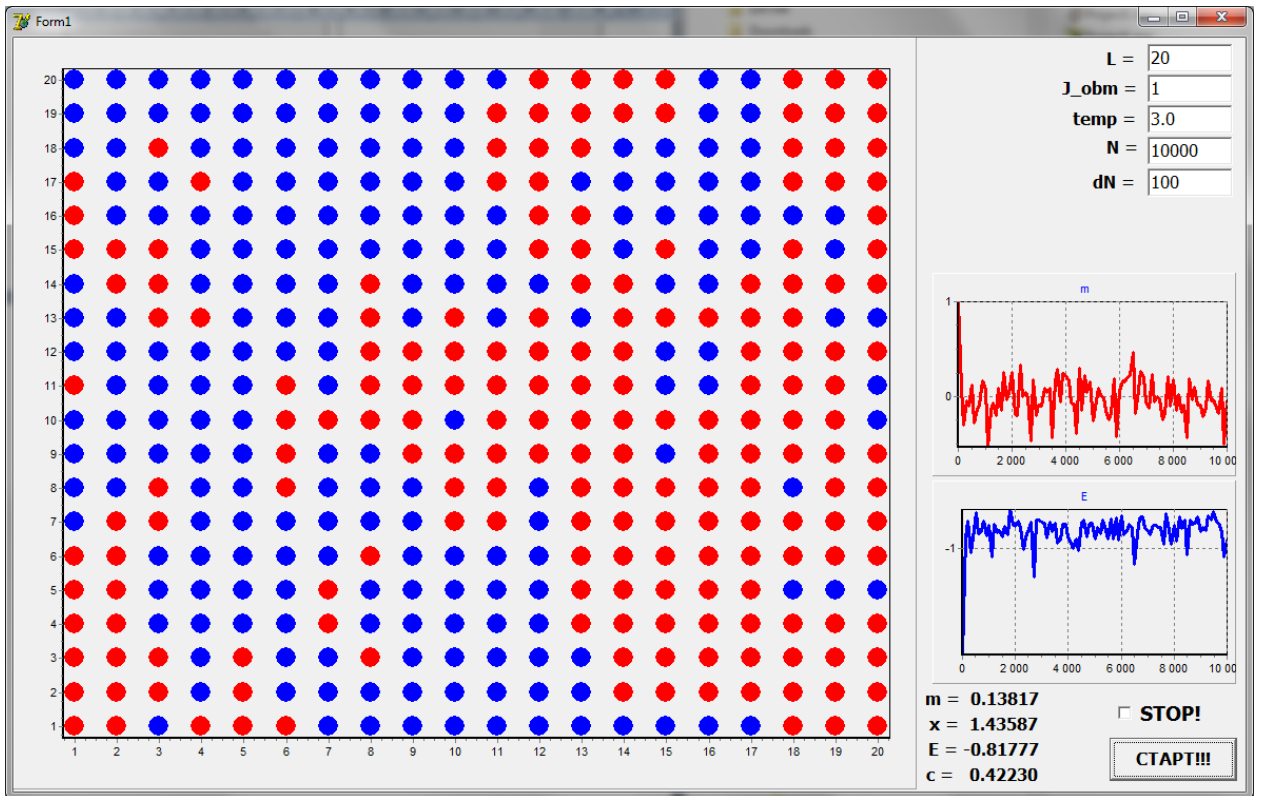 Form1
L = 20
J_obm = 1
temp = 3.0
N = 10000
dN = 100
20
19
18
17
16
15
14
13
12
11
10
9
8
7
6
5
4
3
2
1
1 2 3 4 5 6 7 8 9 10 11 12 13 14 15 16 17 18 19 20
m
1
0
0 2 000 4 000 6 000 8 000 10 00
E
-1
0 2 000 4 000 6 000 8 000 10 00
m = 0.13817
x = 1.43587
E = -0.81777
c = 0.42230
STOP!
СТАРТ!!!